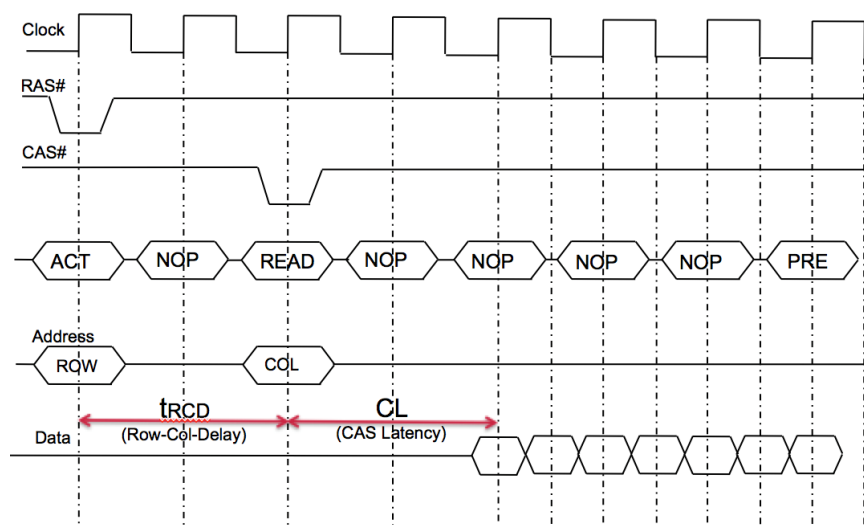 Clock
RAS#
CAS#
ACT NOP READ NOP NOP NOP NOP PRE
Address
ROW COL
tRCD CL
(Row-Col-Delay) (CAS Latency)
Data